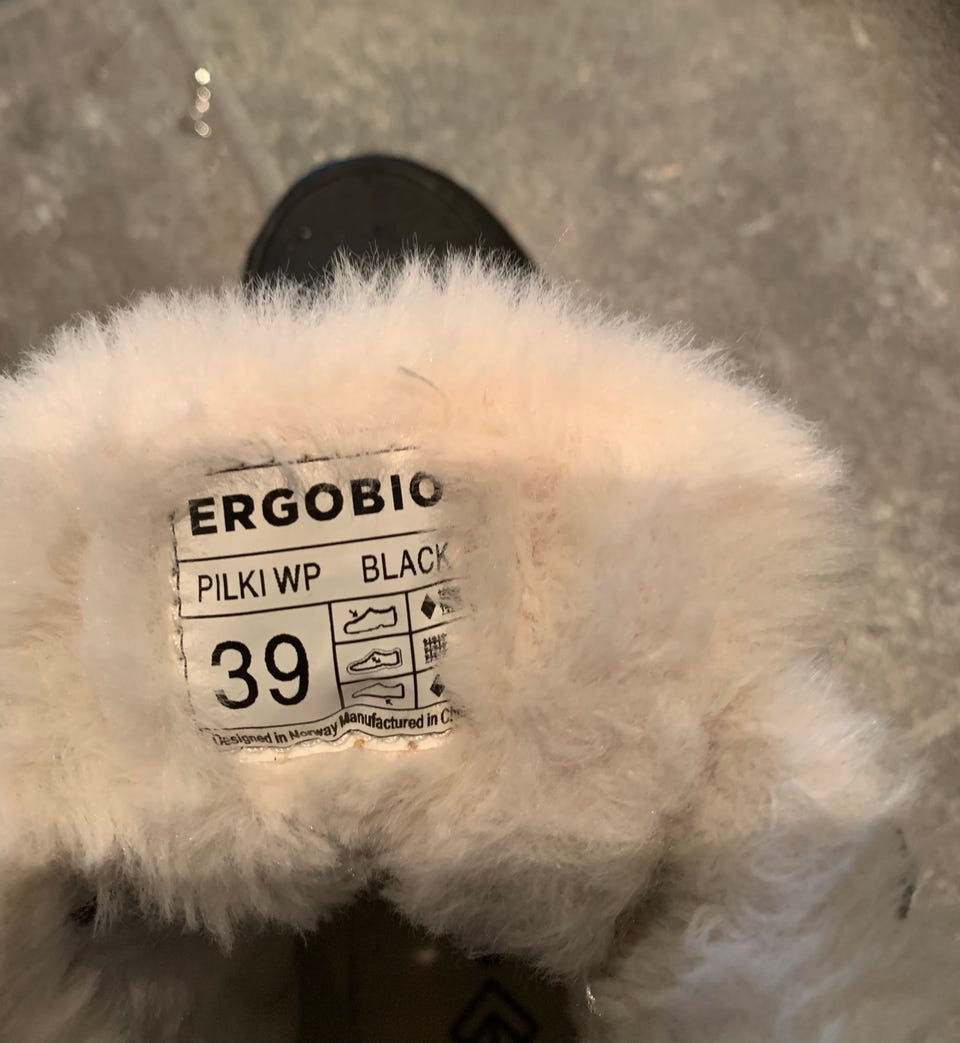 ERGOBIO
PILKI WP BLACK
39
Designed in Norway Manufactured in